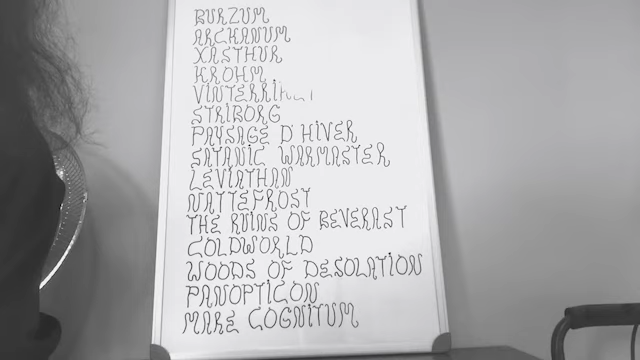 BURZUM
ARCHANUM
XASTHUR
KROHM
VINTERRIKET
STRIBORG
PAYSAGE D'HIVER
SATANIC WARMASTER
LEVIATHAN
NATTEFROST
THE RUINS OF BEVERAST
COLDWORLD
WOODS OF DESOLATION
PANOPTICON
MARE COGNITUM